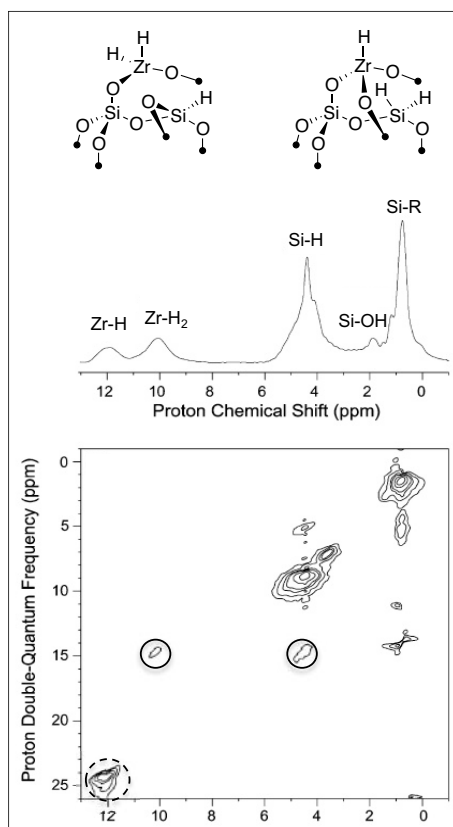 H
H Zr O
O O H
Si Si
O O O
O
H
Zr O
O H H
O
Si Si
O O O
O
Si-R
Si-H
Zr-H Zr-H2 Si-OH
12 10 8 6 4 2 0
Proton Chemical Shift (ppm)
Proton Double-Quantum Frequency (ppm)
0
5
10
15
20
25
12 10 8 6 4 2 0